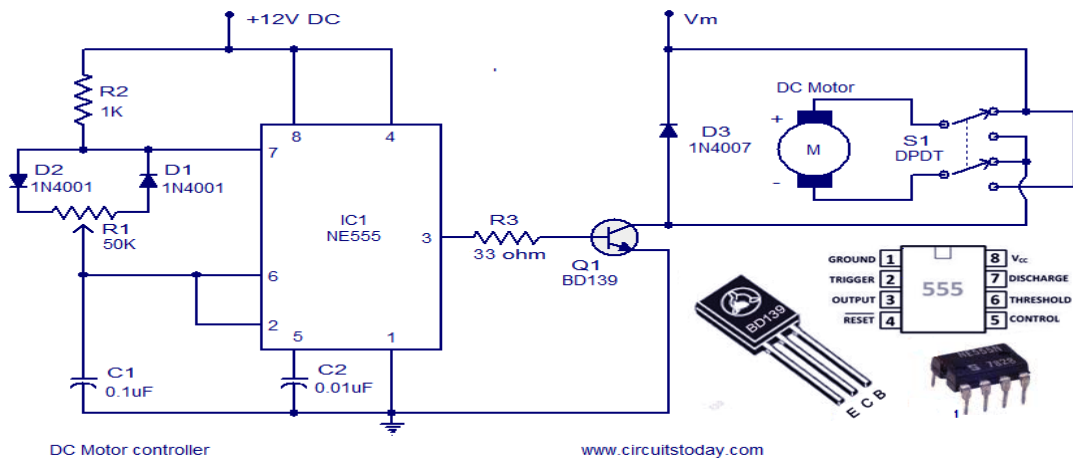 +12V DC
Vm
R2
1K
D2
1N4001
D1
1N4001
R1
50K
7
8
4
IC1
NE555
3
6
2
5
1
R3
33 ohm
Q1
BD139
D3
1N4007
DC Motor
+
M
-
S1
DPDT
C1
0.1uF
C2
0.01uF
BD139
E C B
GROUND 1
TRIGGER 2
OUTPUT 3
RESET 4
555
8 Vcc
7 DISCHARGE
6 THRESHOLD
5 CONTROL
NE555N
S 7828
1
DC Motor controller
www.circuitstoday.com